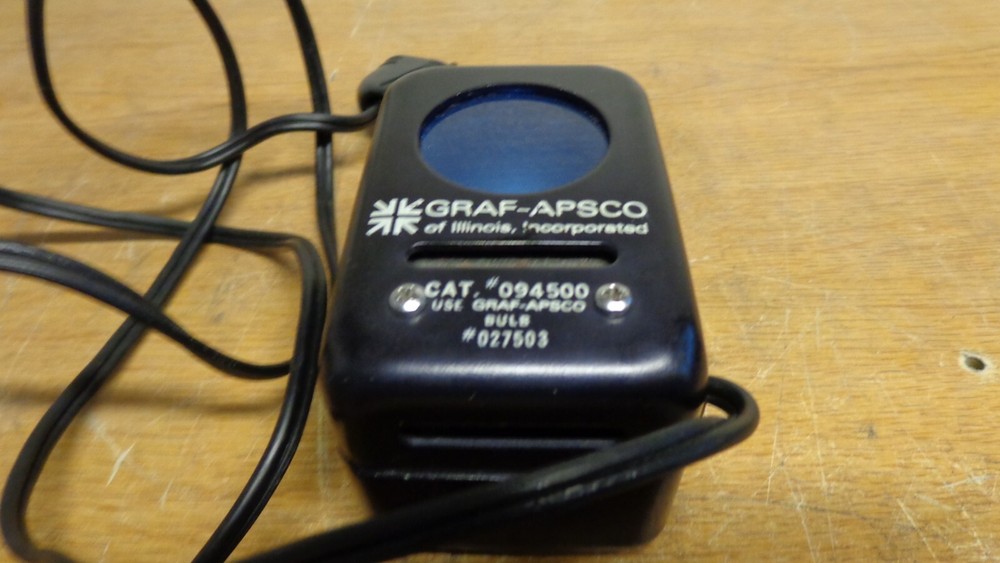 GRAF-APSCO
of Illinois, Incorporated
CAT. #094500
USE GRAF-APSCO
BULB
#027503